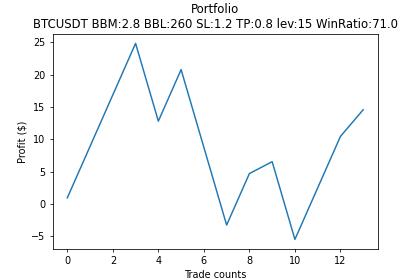 Portfolio
BTCUSDT BBM:2.8 BBL:260 SL:1.2 TP:0.8 lev:15 WinRatio:71.0
25
20
15
10
5
0
−5
Profit ($)
0 2 4 6 8 10 12
Trade counts